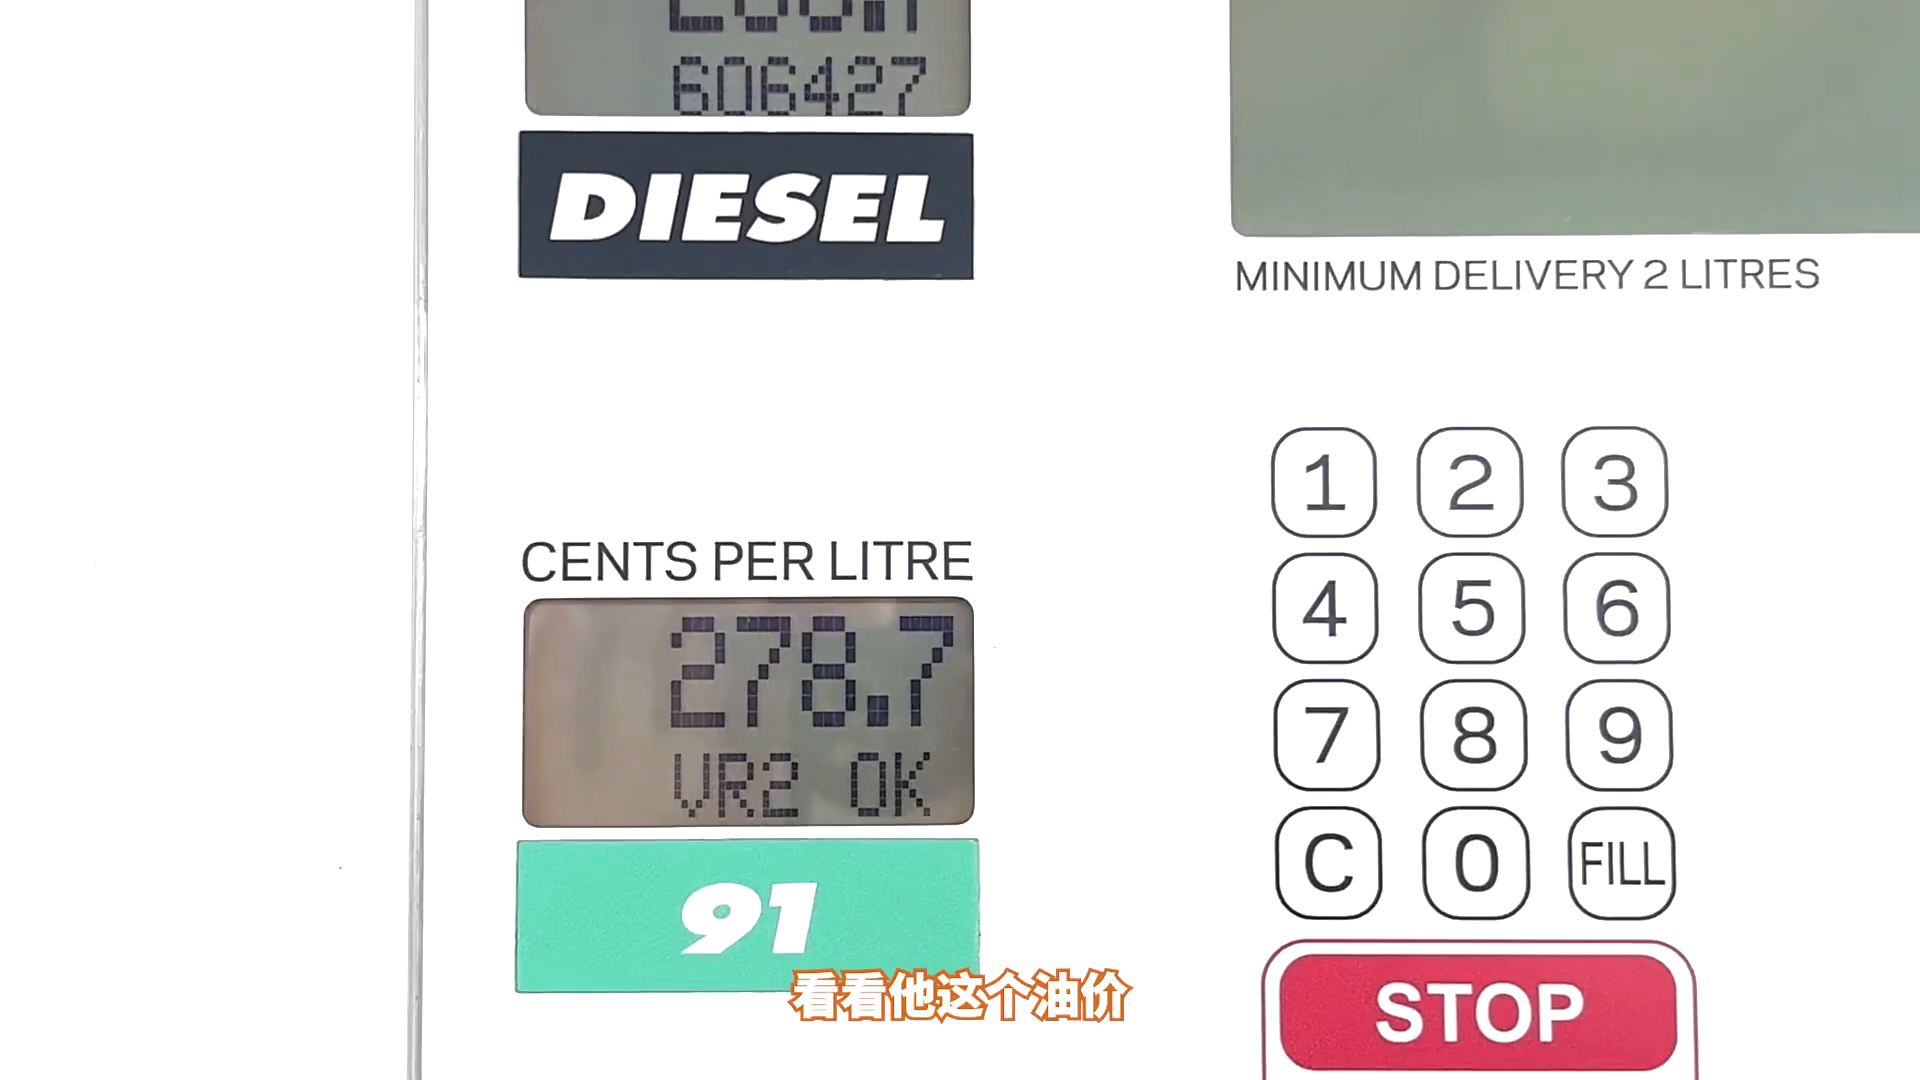 606427
DIESEL
MINIMUM DELIVERY 2 LITRES
CENTS PER LITRE
278.7
VR2 OK
91
1 2 3
4 5 6
7 8 9
C 0 FILL
STOP
看看他这个油价